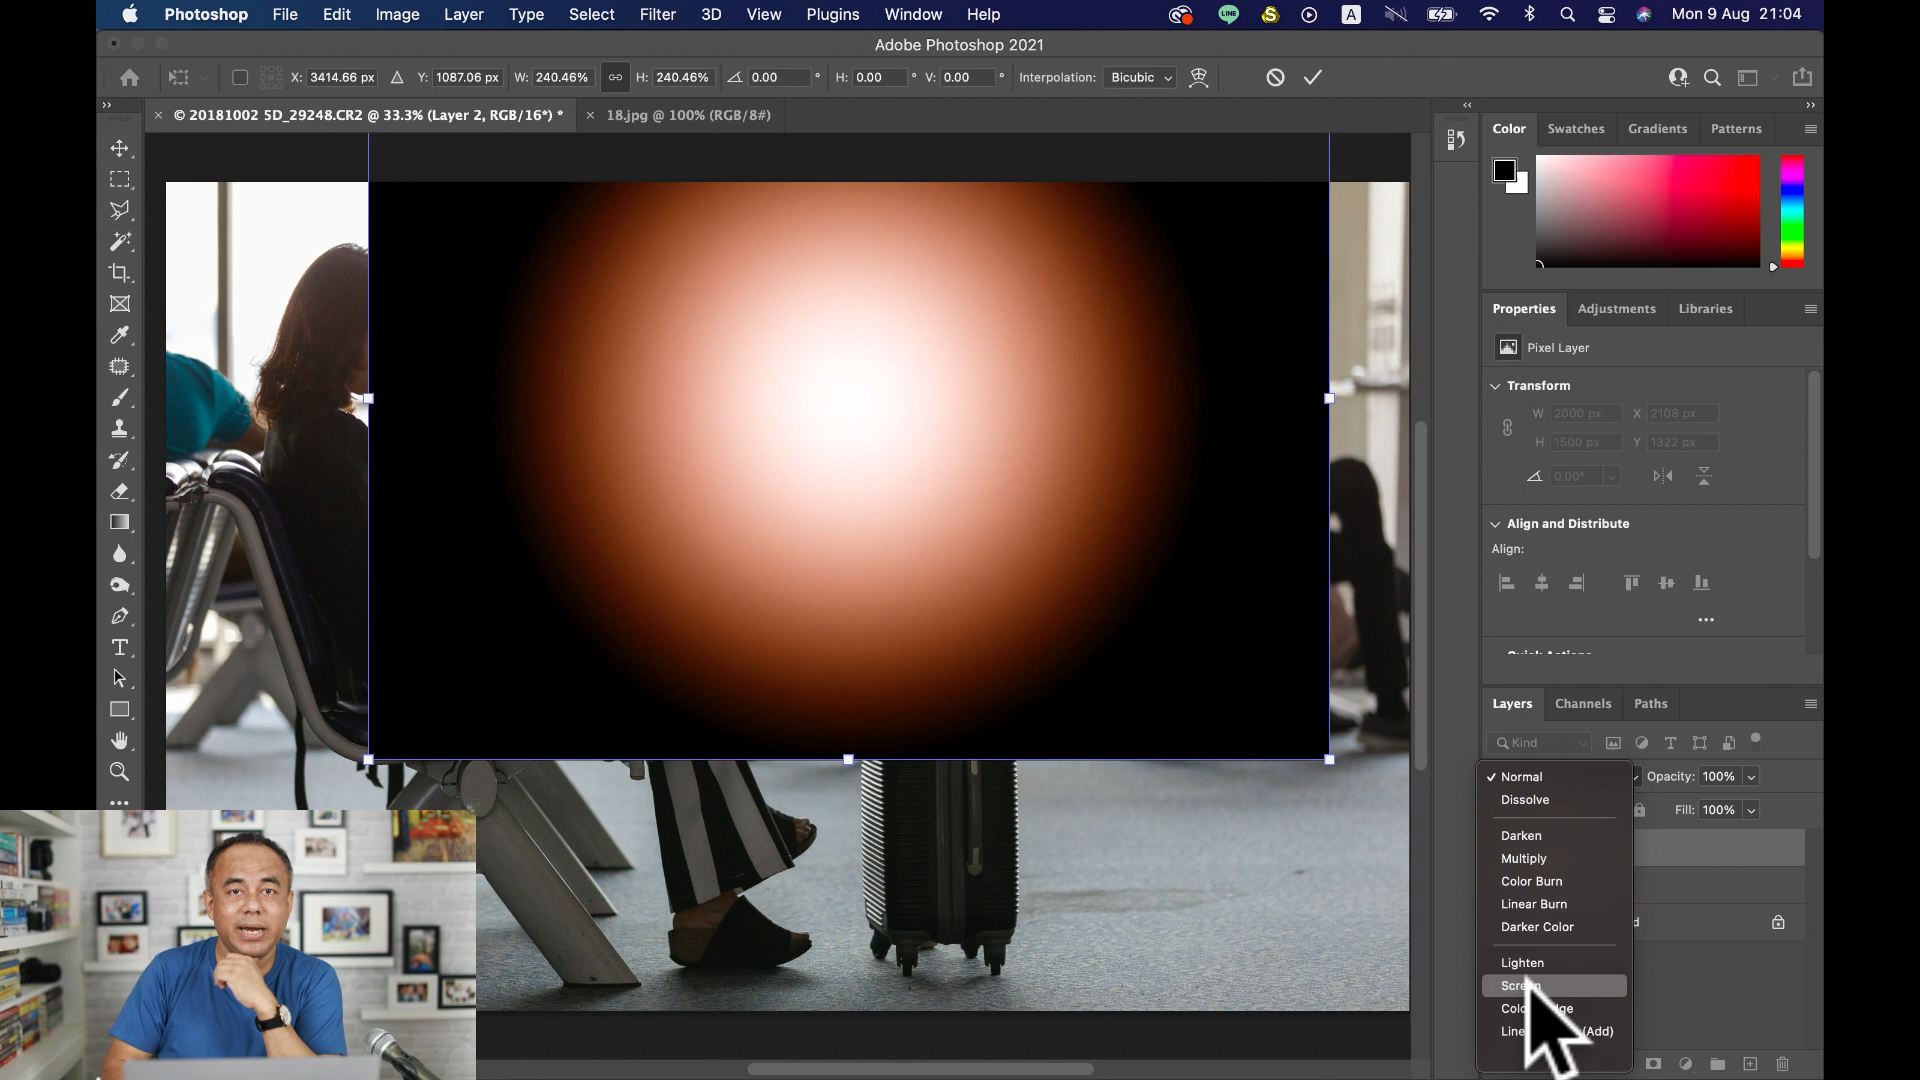 Photoshop File Edit Image Layer Type Select Filter 3D View Plugins Window Help A Mon 9 Aug 21:04
Adobe Photoshop 2021
X: 3414.66 px Y: 1087.06 px W: 240.46% H: 240.46% 0.00 ° H: 0.00 ° V: 0.00 ° Interpolation: Bicubic
© 20181002 5D_29248.CR2 @ 33.3% (Layer 2, RGB/16*) * 18.jpg @ 100% (RGB/8#)
Color Swatches Gradients Patterns
Properties Adjustments Libraries
Pixel Layer
Transform
W 2000 px X 2108 px
H 1500 px Y 1322 px
0.00°
Align and Distribute
Align:
Layers Channels Paths
Kind
Normal Opacity: 100%
Dissolve
Fill: 100%
Darken
Multiply
Color Burn
Linear Burn
Darker Color
Lighten
Screen
(Add)